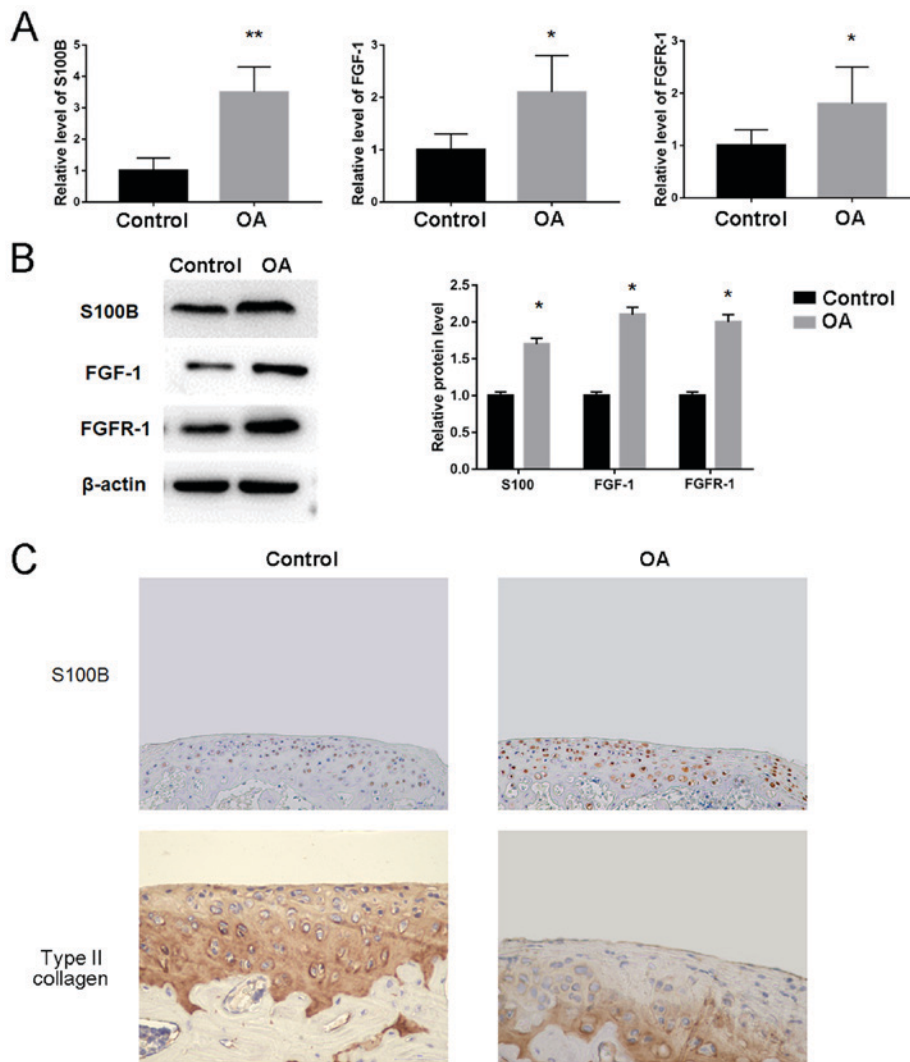 A
Relative level of S100B
5
4
3
2
1
0
**
Control OA
Relative level of FGF-1
3
2
1
0
*
Control OA
Relative level of FGFR-1
3
2
1
0
*
Control OA
B
Control OA
S100B
FGF-1
FGFR-1
β-actin
Relative protein level
2.5
2.0
1.5
1.0
0.5
0.0
* * *
S100 FGF-1 FGFR-1
Control
OA
C
Control OA
S100B
Type II
collagen